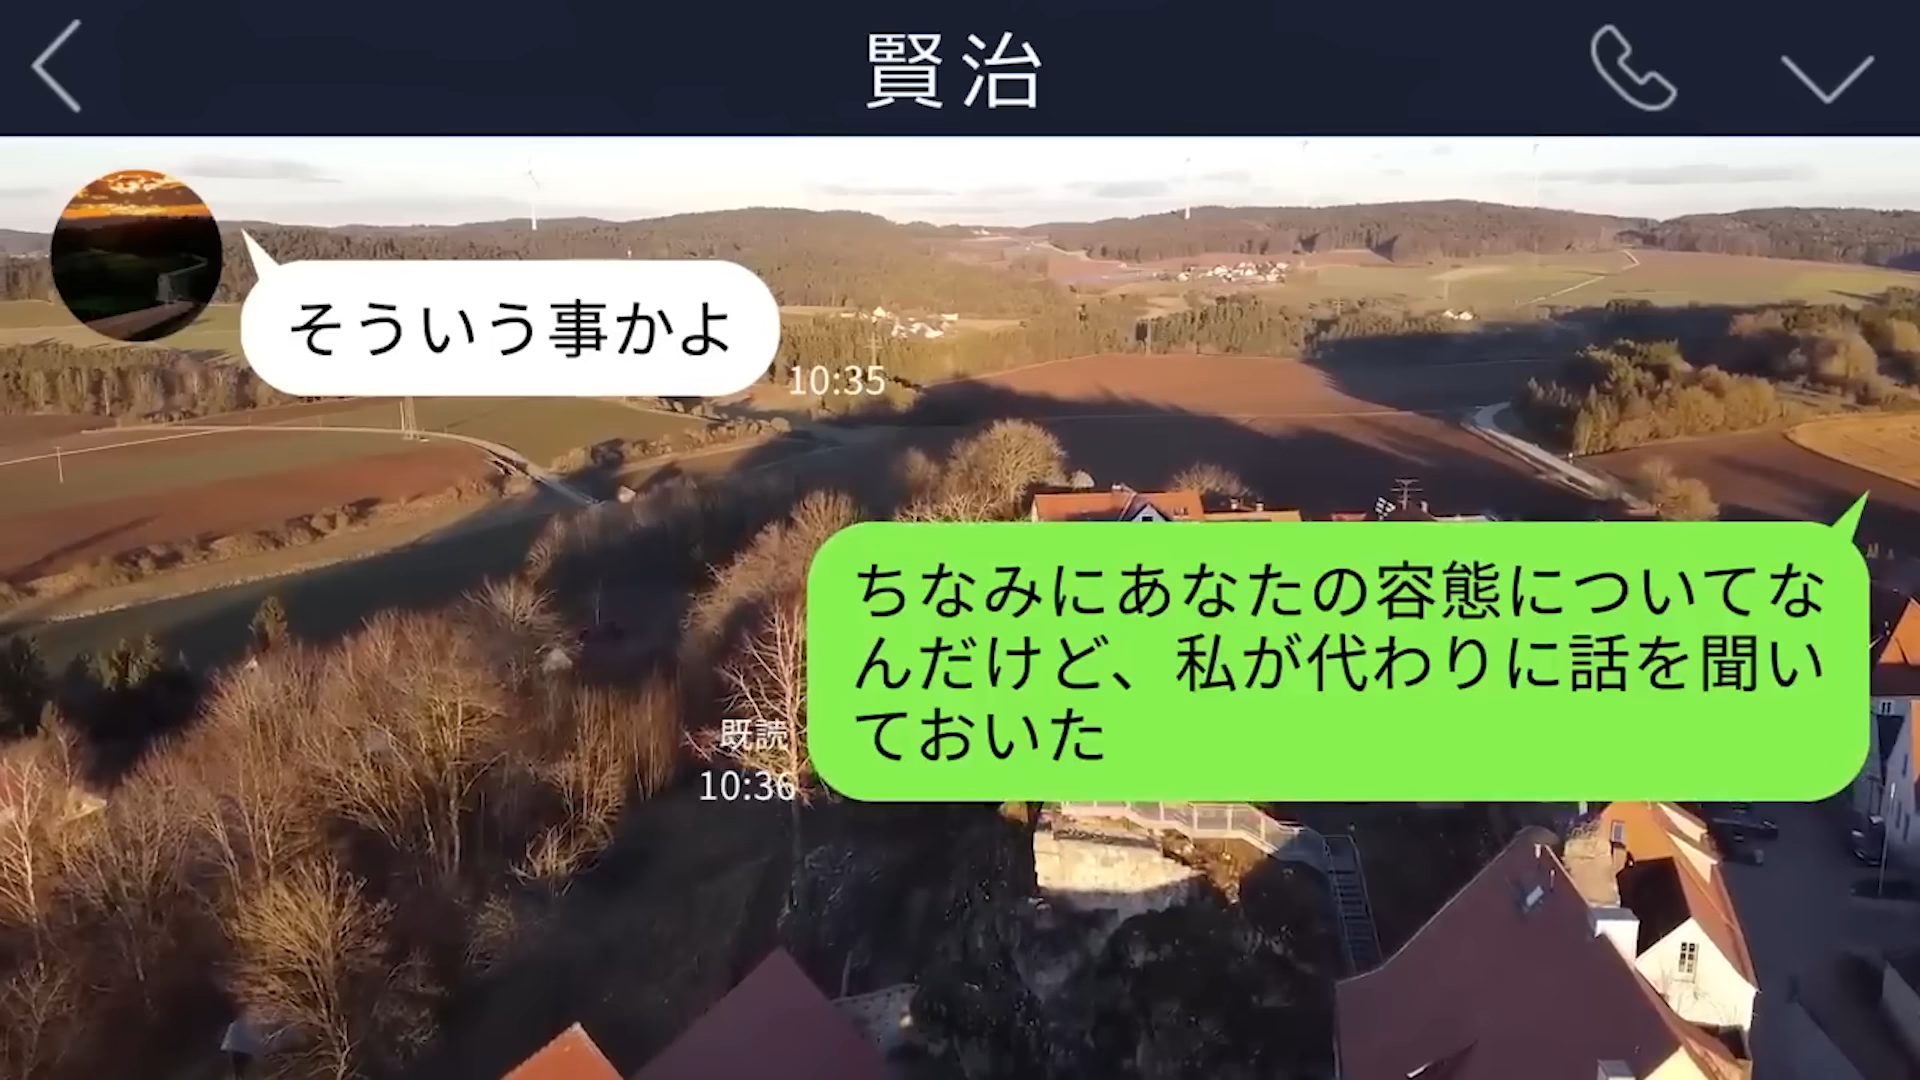 賢治
そういう事かよ
10:35
ちなみにあなたの容態についてな
んだけど、私が代わりに話を聞い
ておいた
既読
10:36